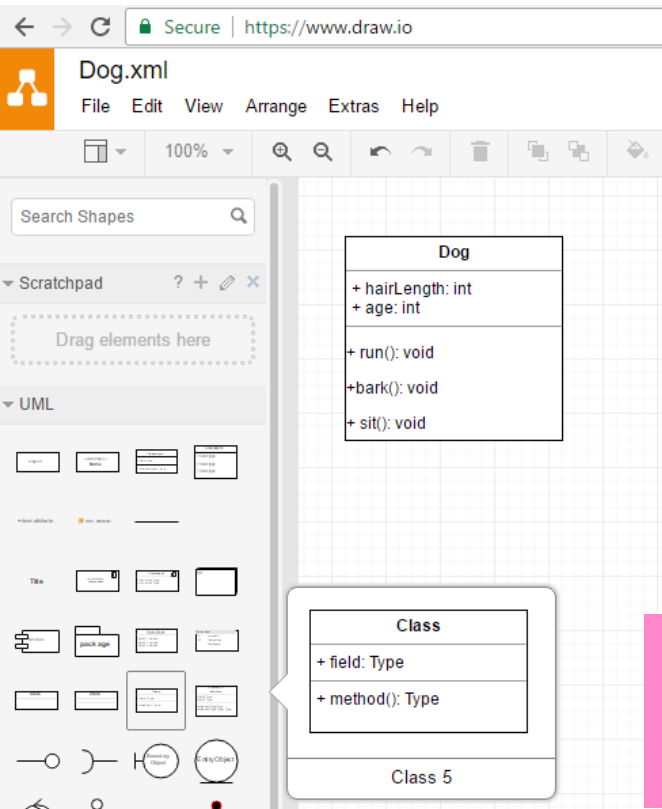 Secure | https://www.draw.io
Dog.xml
File Edit View Arrange Extras Help
100%
Search Shapes
Scratchpad ?
Drag elements here
UML
Dog
+ hairLength: int
+ age: int
+ run(): void
+bark(): void
+ sit(): void
Title
package
Class
+ field: Type
+ method(): Type
Class 5